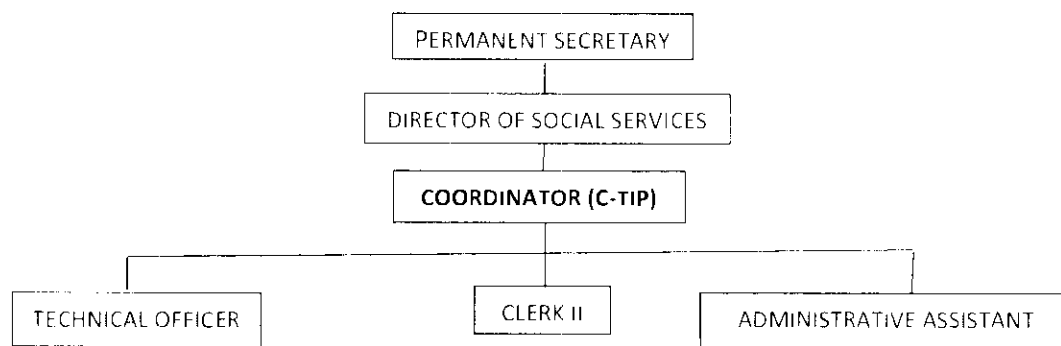 PERMANENT SECRETARY
DIRECTOR OF SOCIAL SERVICES
COORDINATOR (C-TIP)
TECHNICAL OFFICER
CLERK II
ADMINISTRATIVE ASSISTANT